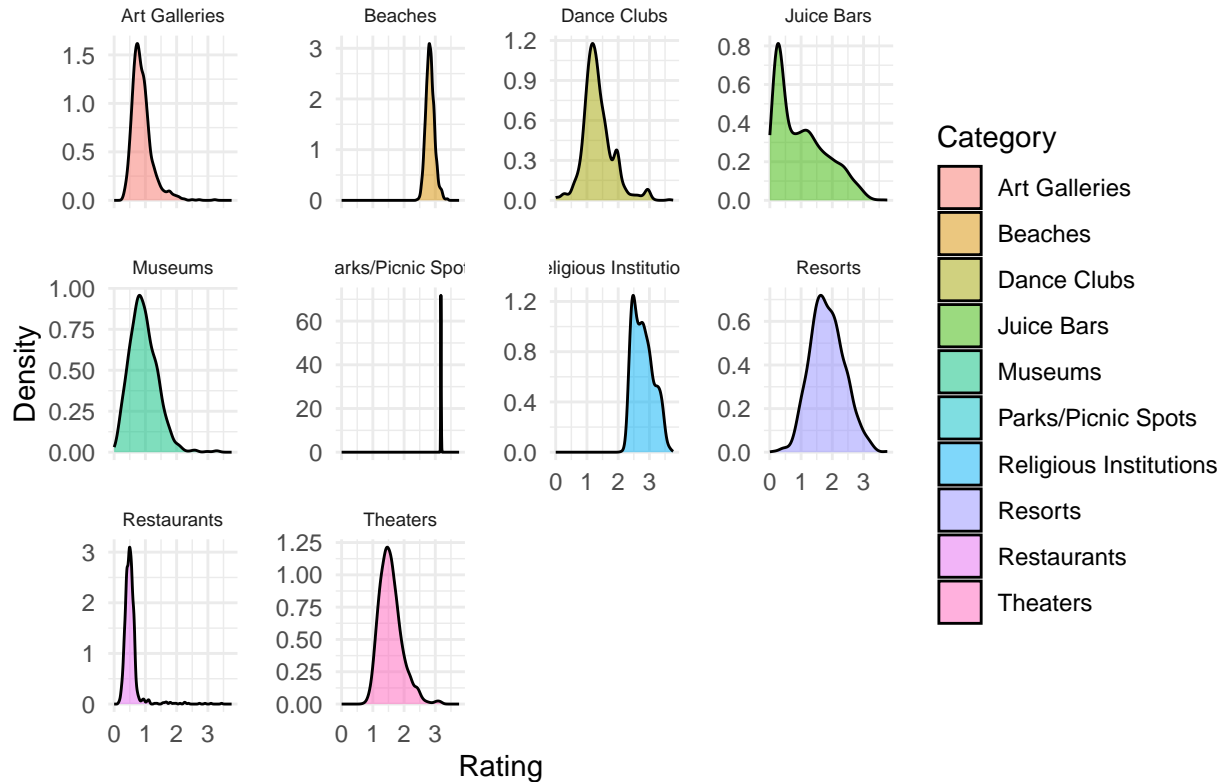 Art Galleries
Beaches
Dance Clubs
Juice Bars
1.5
1.0
0.5
0.0
3
2
1
0
1.2
0.9
0.6
0.3
0.0
0.8
0.6
0.4
0.2
0.0
Museums
arks/Picnic Spot
eligious Institutio
Resorts
1.00
0.75
0.50
0.25
0.00
60
40
20
0
1.2
0.8
0.4
0.0
0 1 2 3
0.6
0.4
0.2
0.0
0 1 2 3
Restaurants
Theaters
3
2
1
0
0 1 2 3
1.25
1.00
0.75
0.50
0.25
0.00
0 1 2 3
Density
Rating
Category
Art Galleries
Beaches
Dance Clubs
Juice Bars
Museums
Parks/Picnic Spots
Religious Institutions
Resorts
Restaurants
Theaters